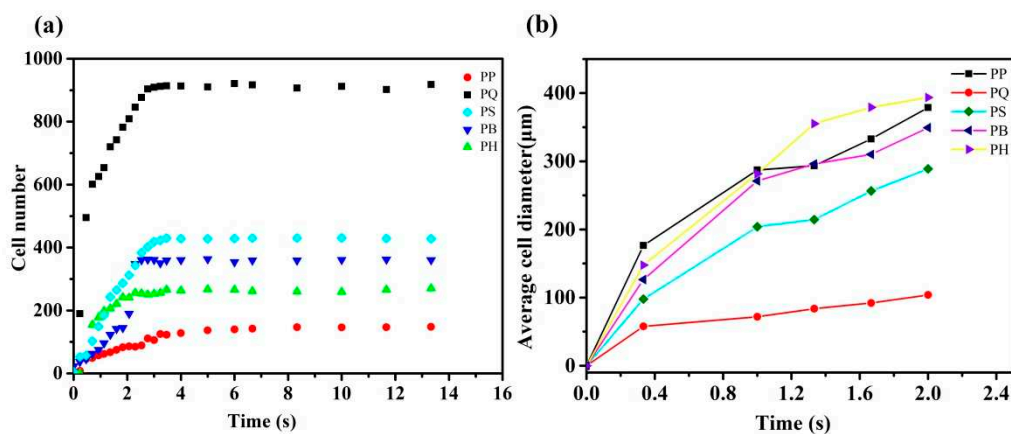 (a)
1000
800
600
400
200
0
Cell number
0 2 4 6 8 10 12 14 16
Time (s)
PP
PQ
PS
PB
PH
(b)
400
300
200
100
0
Average cell diameter(μm)
0.0 0.4 0.8 1.2 1.6 2.0 2.4
Time (s)
PP
PQ
PS
PB
PH